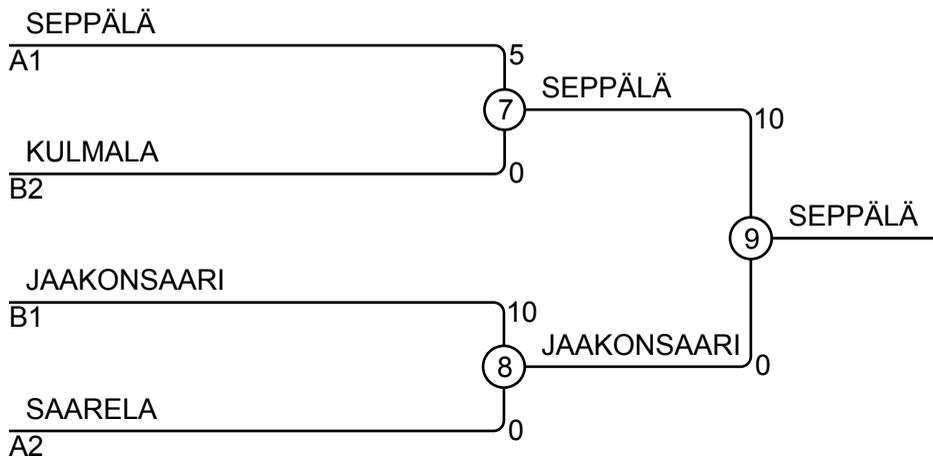 SEPPÄLÄ
A1
5
7
SEPPÄLÄ
10
KULMALA
B2
0
9
SEPPÄLÄ
JAAKONSAARI
B1
10
8
JAAKONSAARI
0
SAARELA
A2
0